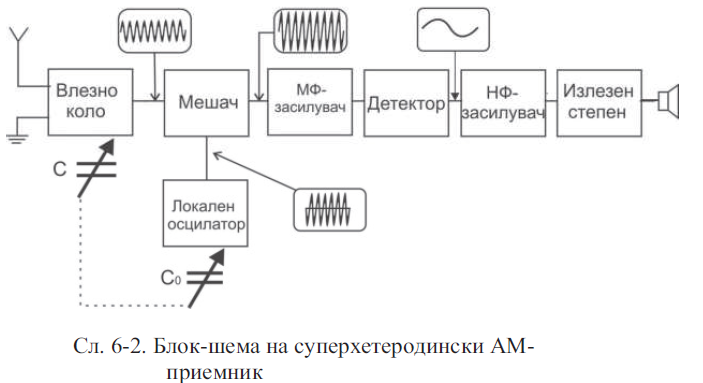 Влезно
коло
Мешач
МФ-
засилувач
Детектор
НФ-
засилувач
Излезен
степен
C
Локален
осцилатор
C0
Сл. 6-2. Блок-шема на суперхетеродински АМ-
приемник